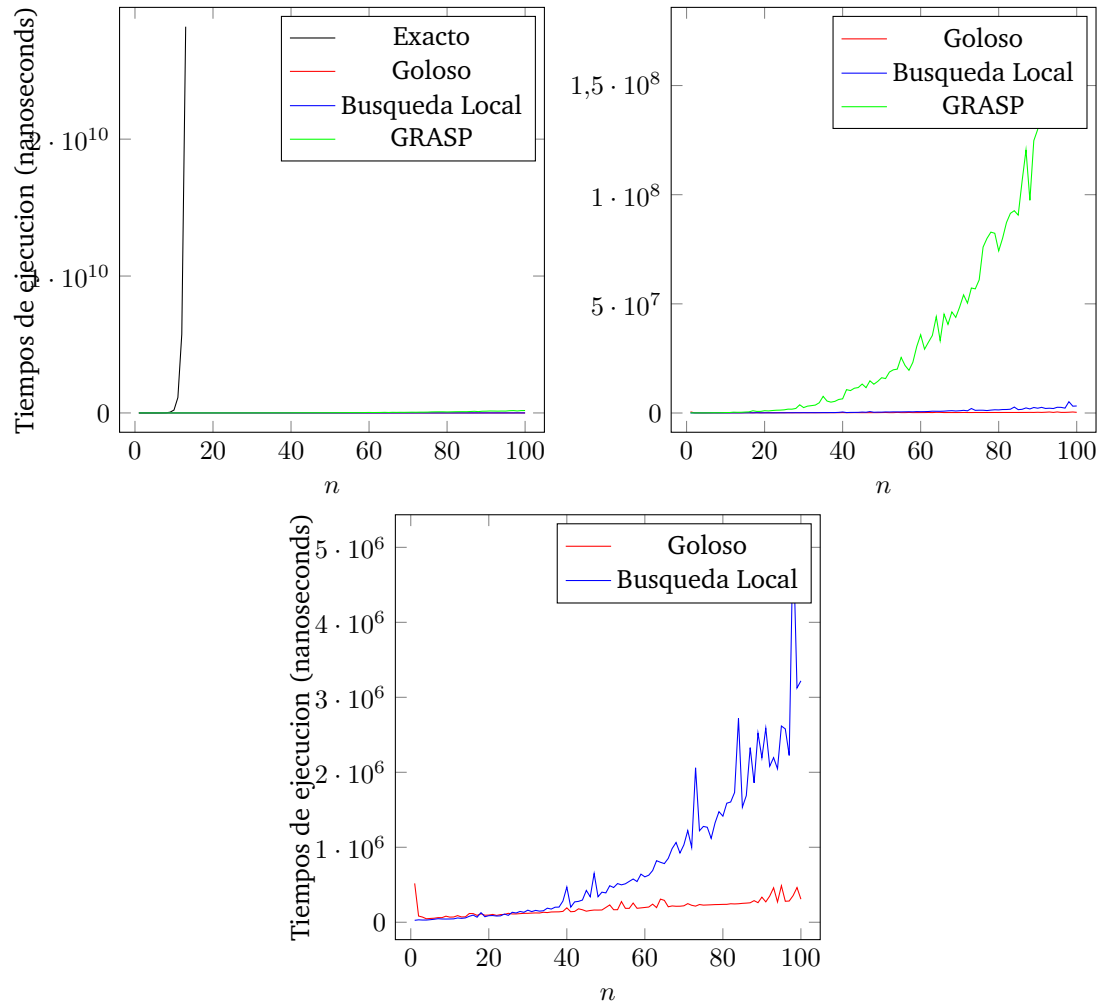 Tiempos de ejecucion (nanoseconds)
Exacto
Goloso
Busqueda Local
GRASP
2 · 10^10
1 · 10^10
0
0 20 40 60 80 100
n
Goloso
Busqueda Local
GRASP
1,5 · 10^8
1 · 10^8
5 · 10^7
0
0 20 40 60 80 100
n
Tiempos de ejecucion (nanoseconds)
Goloso
Busqueda Local
5 · 10^6
4 · 10^6
3 · 10^6
2 · 10^6
1 · 10^6
0
0 20 40 60 80 100
n